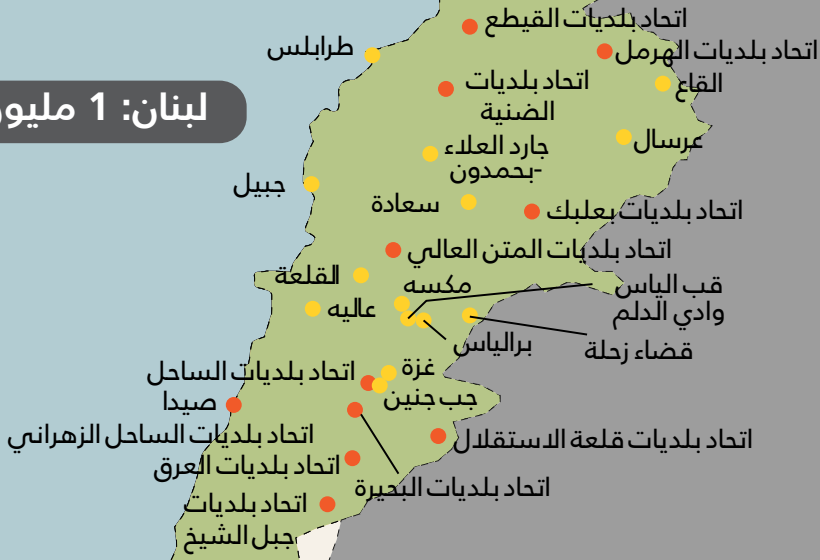 اتحاد بلديات القيطع
طرابلس
اتحاد بلديات الهرمل
اتحاد بلديات
الضنية
القاع
لبنان: 1
عرسال
جارد العلاء
-بحمدون
جبيل
سعادة
اتحاد بلديات بعلبك
اتحاد بلديات المتن العالي
القلعة
مكسه
قب الياس
وادي الدلم
عاليه
برالياس
قضاء زحلة
غزة
اتحاد بلديات الساحل
جب جنين
صيدا
اتحاد بلديات الساحل الزهراني
اتحاد بلديات قلعة الاستقلال
اتحاد بلديات العرق
اتحاد بلديات البحيرة
اتحاد بلديات
جبل الشيخ